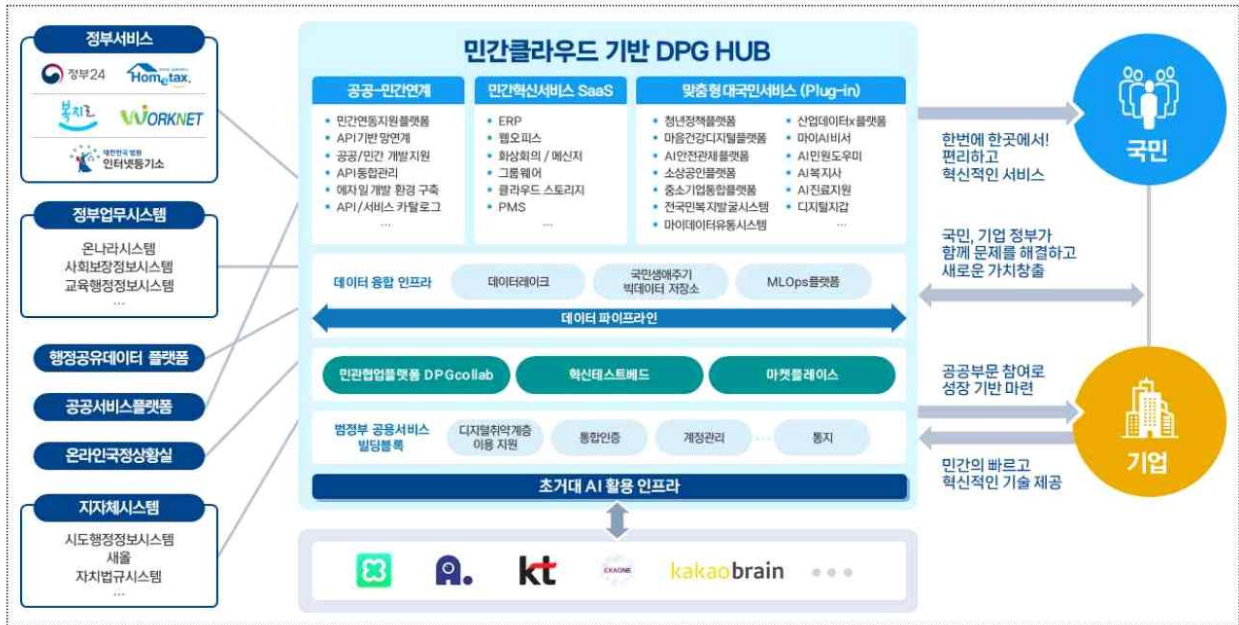 정부서비스
정부24
Hometax.
복지로
WORKNET
대한민국 법원
인터넷등기소
정부업무시스템
온나라시스템
사회보장정보시스템
교육행정정보시스템
...
행정공유데이터 플랫폼
공공서비스플랫폼
온라인국정상황실
지자체시스템
시도행정정보시스템
새올
자치법규시스템
...
민간클라우드 기반 DPG HUB
공공-민간연계
• 민간연동지원플랫폼
• API기반 망연계
• 공공/민간 개발지원
• API통합관리
• 애자일 개발 환경 구축
• API/서비스 카탈로그
...
민간혁신서비스 SaaS
• ERP
• 웹오피스
• 화상회의 / 메신저
• 그룹웨어
• 클라우드 스토리지
• PMS
...
맞춤형대국민서비스 (Plug-in)
• 청년정책플랫폼
• 마음건강디지털플랫폼
• AI안전관제플랫폼
• 소상공인플랫폼
• 중소기업통합플랫폼
• 전국민복지발굴시스템
• 마이데이터유통시스템
• 산업데이터x플랫폼
• 마이AI비서
• AI민원도우미
• AI복지사
• AI진료지원
• 디지털지갑
...
데이터 융합 인프라
데이터레이크
국민생애주기
빅데이터 저장소
MLOps플랫폼
데이터 파이프라인
민관협업플랫폼 DPGcollab
혁신테스트베드
마켓플레이스
범정부 공용서비스
빌딩블록
디지털취약계층
이용 지원
통합인증
계정관리
...
통지
초거대 AI 활용 인프라
A.
kt
EXAONE
kakaobrain
한번에 한곳에서!
편리하고
혁신적인 서비스
국민
국민, 기업 정부가
함께 문제를 해결하고
새로운 가치창출
공공부문 참여로
성장 기반 마련
기업
민간의 빠르고
혁신적인 기술 제공